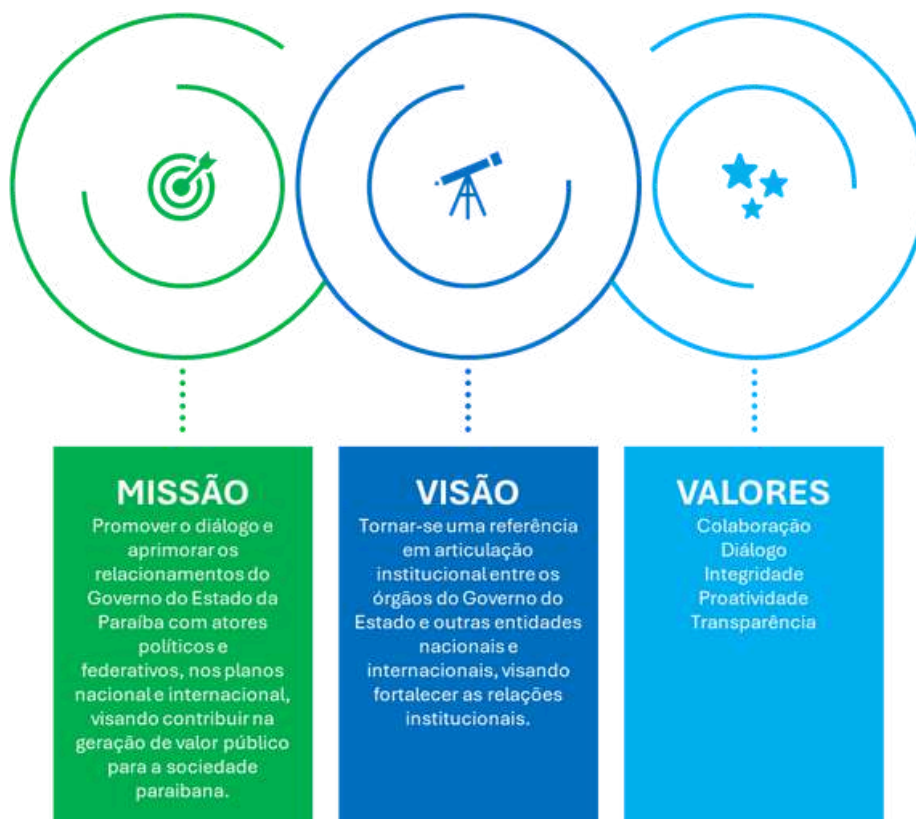 MISSÃO
Promover o diálogo e
aprimorar os
relacionamentos do
Governo do Estado da
Paraíba com atores
políticos e
federativos, nos planos
nacional e internacional,
visando contribuir na
geração de valor público
para a sociedade
paraibana.
VISÃO
Tornar-se uma referência
em articulação
institucional entre os
órgãos do Governo do
Estado e outras entidades
nacionais e
internacionais, visando
fortalecer as relações
institucionais.
VALORES
Colaboração
Diálogo
Integridade
Proatividade
Transparência